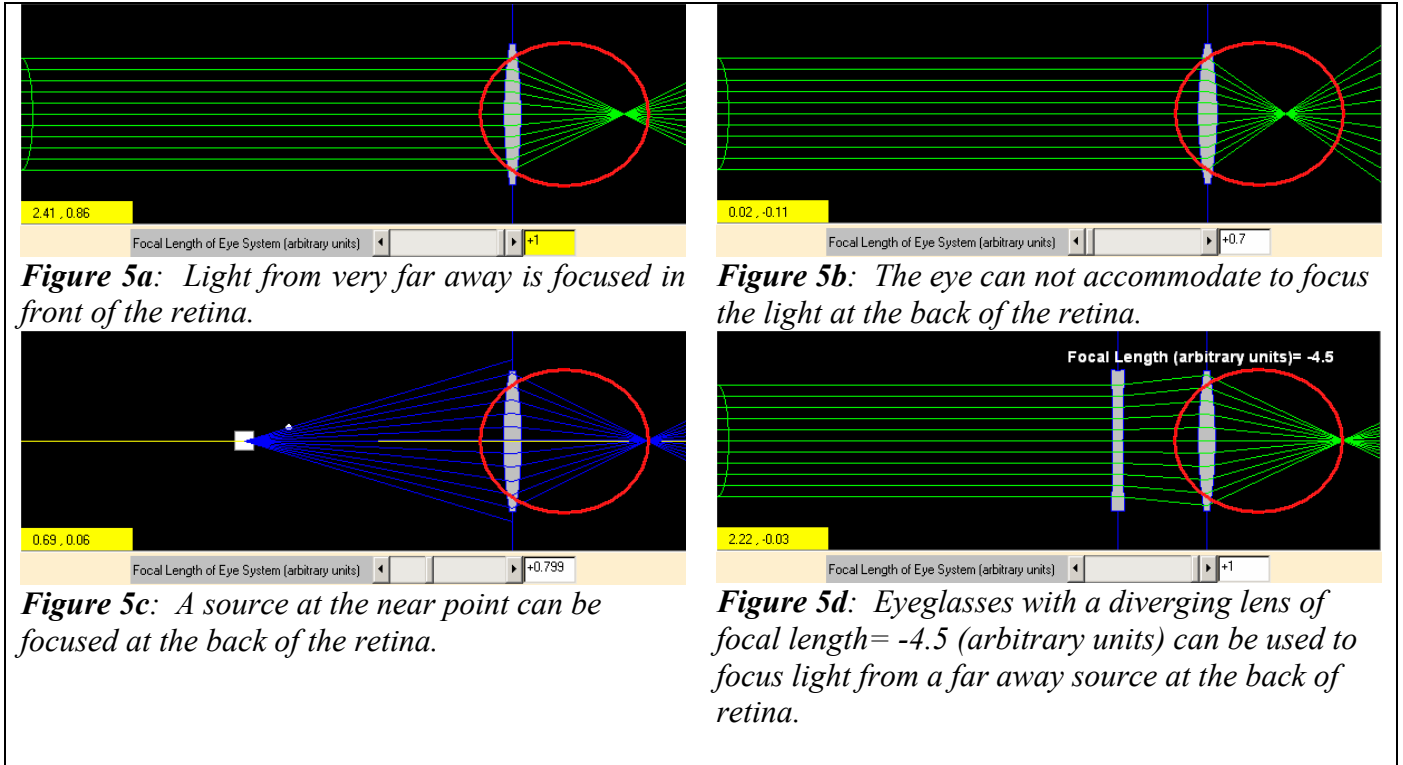 2.41 , 0.86
Focal Length of Eye System (arbitrary units) +1
Figure 5a: Light from very far away is focused in
front of the retina.
0.02 , -0.11
Focal Length of Eye System (arbitrary units) +0.7
Figure 5b: The eye can not accommodate to focus
the light at the back of the retina.
0.69 , 0.06
Focal Length of Eye System (arbitrary units) +0.799
Figure 5c: A source at the near point can be
focused at the back of the retina.
Focal Length (arbitrary units)= -4.5
2.22 , -0.03
Focal Length of Eye System (arbitrary units) +1
Figure 5d: Eyeglasses with a diverging lens of
focal length= -4.5 (arbitrary units) can be used to
focus light from a far away source at the back of
retina.